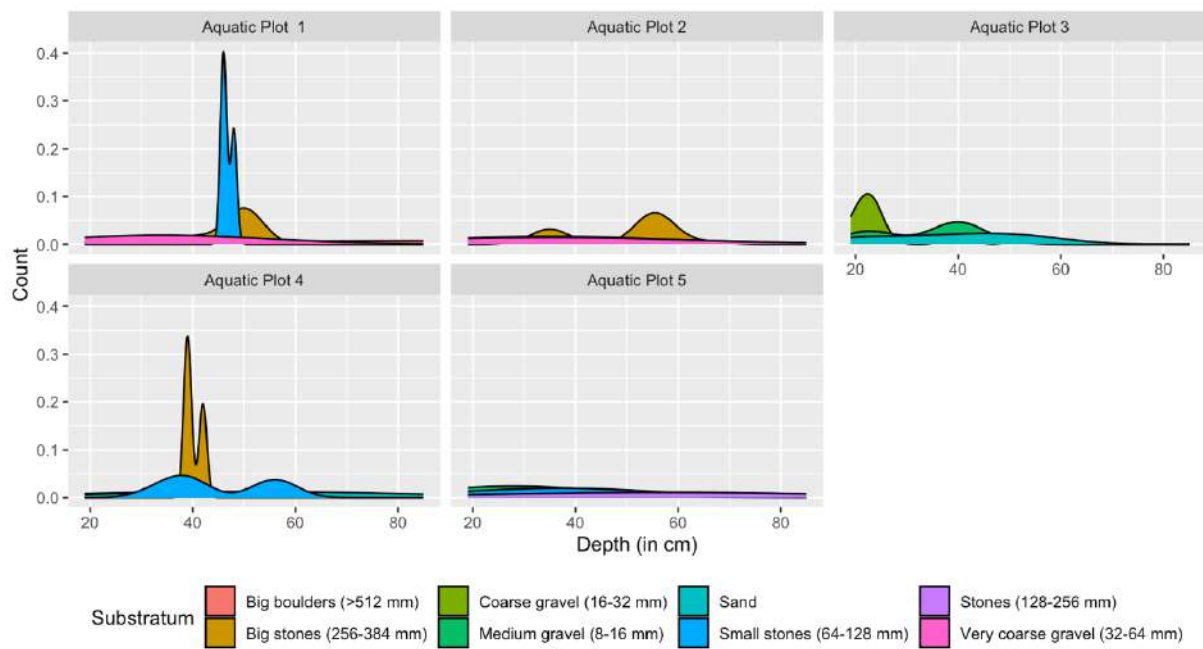 Aquatic Plot 1
Aquatic Plot 2
Aquatic Plot 3
0.4
0.3
0.2
0.1
0.0
20 40 60 80
Count
Aquatic Plot 4
Aquatic Plot 5
0.4
0.3
0.2
0.1
0.0
20 40 60 80
20 40 60 80
Depth (in cm)
Substratum
Big boulders (>512 mm)
Coarse gravel (16-32 mm)
Sand
Stones (128-256 mm)
Big stones (256-384 mm)
Medium gravel (8-16 mm)
Small stones (64-128 mm)
Very coarse gravel (32-64 mm)